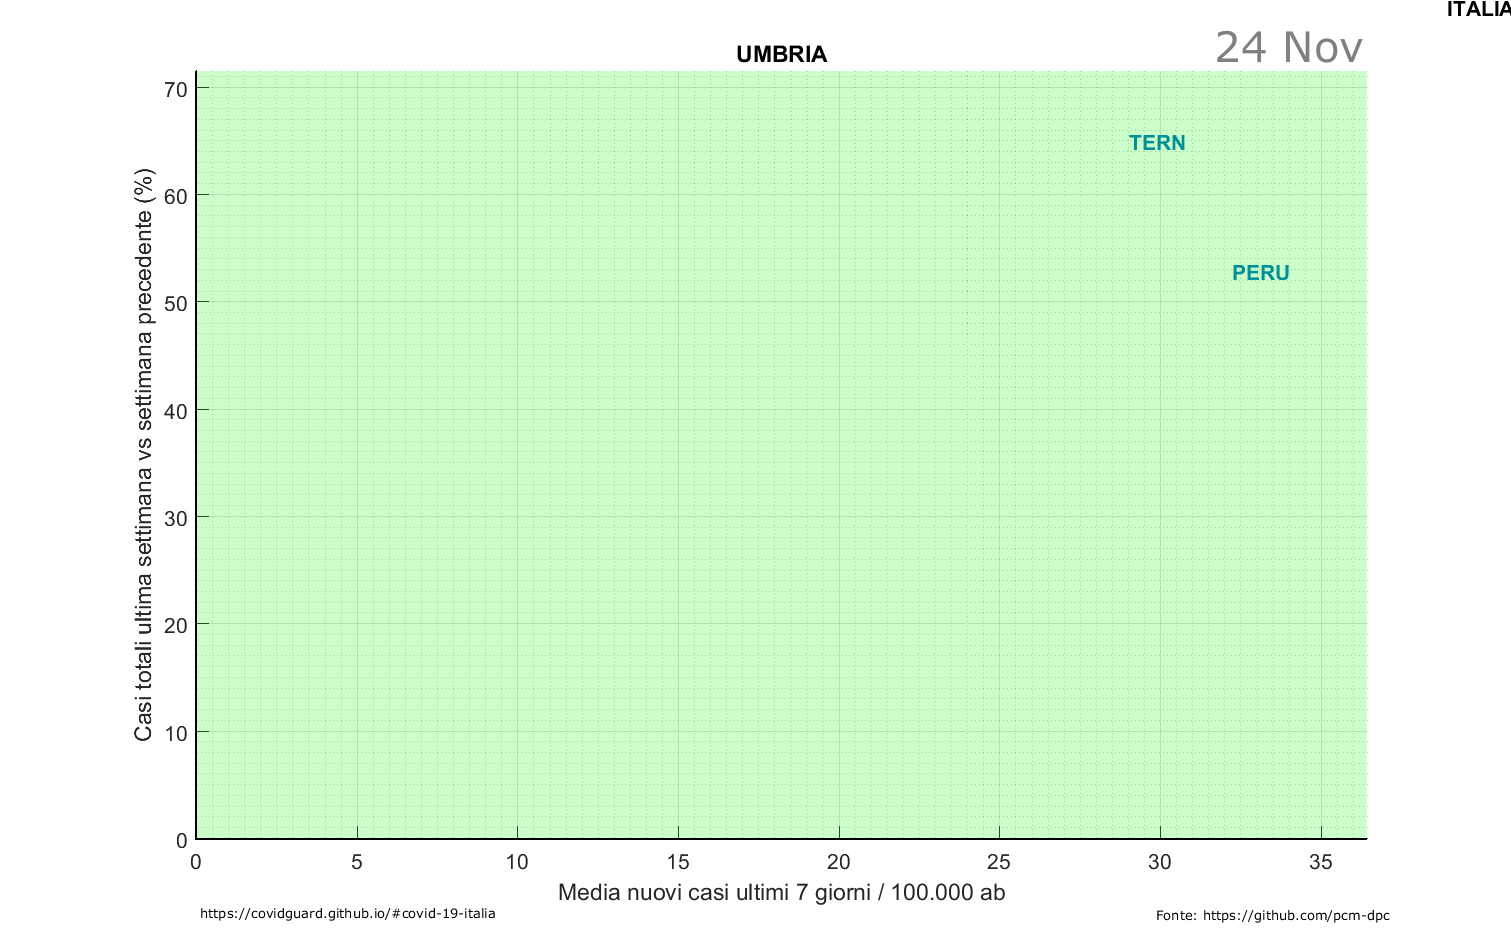 ITALIA
24 Nov
UMBRIA
70
60
50
40
30
20
10
0
Casi totali ultima settimana vs settimana precedente (%)
TERN
PERU
0 5 10 15 20 25 30 35
Media nuovi casi ultimi 7 giorni / 100.000 ab
https://covidguard.github.io/#covid-19-italia
Fonte: https://github.com/pcm-dpc